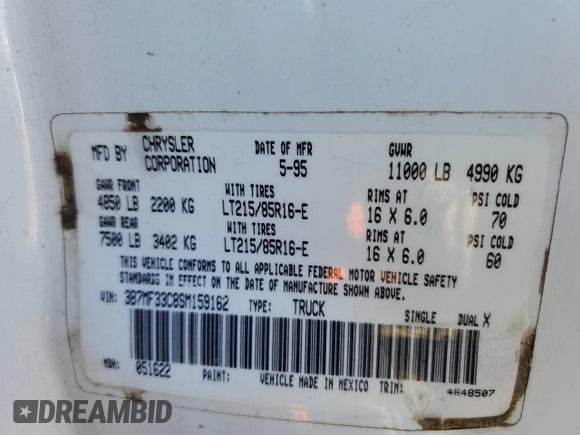 MFD BY CHRYSLER CORPORATION DATE OF MFR 5-95 GVWR 11000 LB 4990 KG
GAWR FRONT WITH TIRES RIMS AT PSI COLD
4850 LB 2200 KG LT215/85R16-E 16 X 6.0 70
GAWR REAR WITH TIRES RIMS AT PSI COLD
7500 LB 3402 KG LT215/85R16-E 16 X 6.0 60
THIS VEHICLE CONFORMS TO ALL APPLICABLE FEDERAL MOTOR VEHICLE SAFETY
STANDARDS IN EFFECT ON THE DATE OF MANUFACTURE SHOWN ABOVE.
VIN: 3B7MF33C8SM159162 TYPE: TRUCK SINGLE DUAL X
MDH: 051622 PAINT: VEHICLE MADE IN MEXICO TRIM: 4648507
DREAMBID